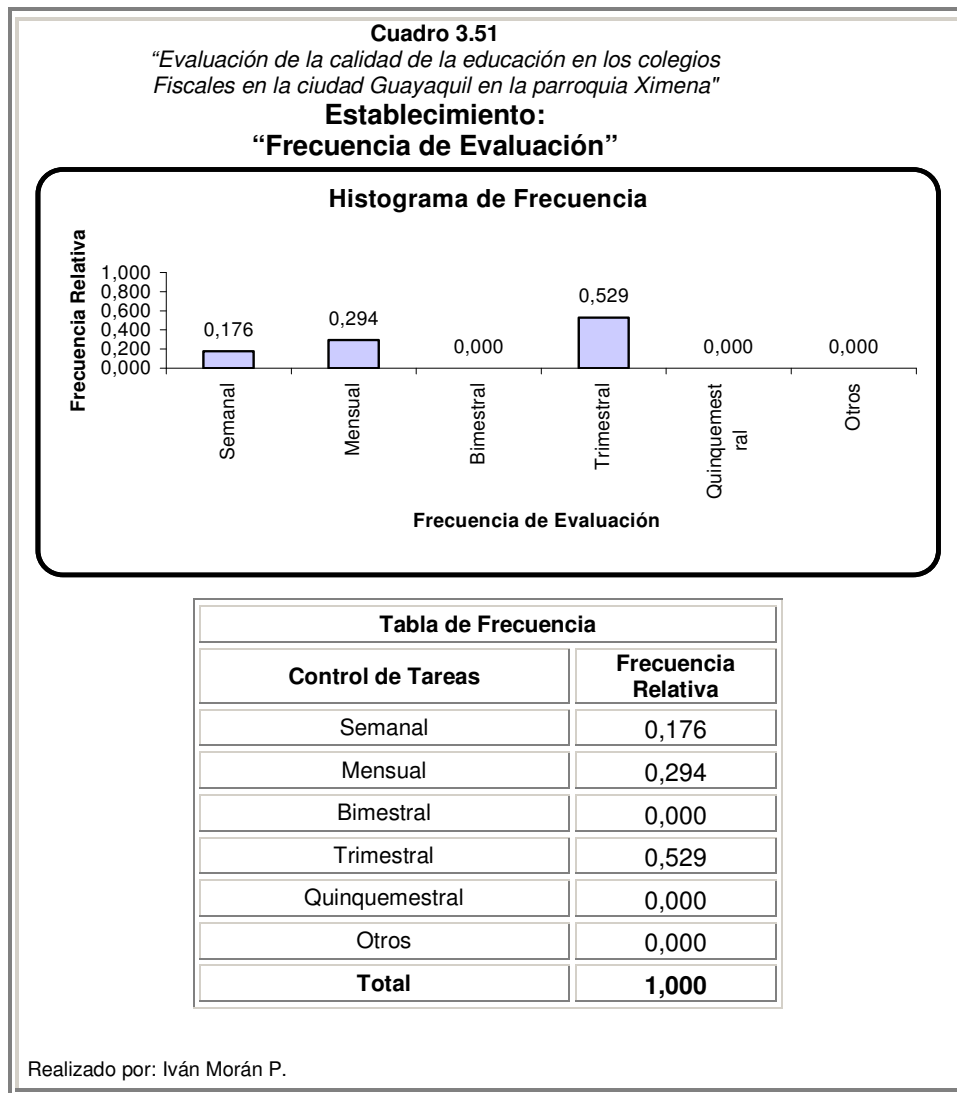 Cuadro 3.51
“Evaluación de la calidad de la educación en los colegios
Fiscales en la ciudad Guayaquil en la parroquia Ximena"
Establecimiento:
“Frecuencia de Evaluación”
Histograma de Frecuencia
Frecuencia Relativa
1,000
0,800
0,600
0,400
0,200
0,000
0,176
0,294
0,000
0,529
0,000
0,000
Semanal
Mensual
Bimestral
Trimestral
Quinquemest
ral
Otros
Frecuencia de Evaluación
Tabla de Frecuencia
Control de Tareas
Frecuencia
Relativa
Semanal 0,176
Mensual 0,294
Bimestral 0,000
Trimestral 0,529
Quinquemestral 0,000
Otros 0,000
Total 1,000
Realizado por: Iván Morán P.